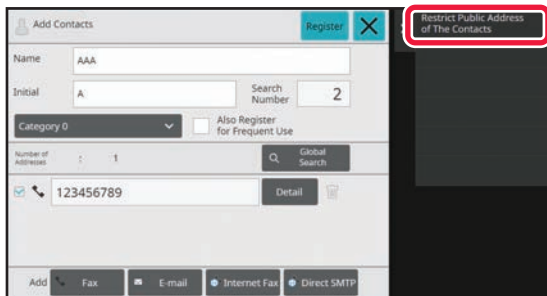 Add Contacts
Register
Restrict Public Address
of The Contacts
Name
AAA
Initial
A
Search
Number
2
Category 0
Also Register
for Frequent Use
Number of
Addresses
:
1
Global
Search
123456789
Detail
Add
Fax
E-mail
Internet Fax
Direct SMTP